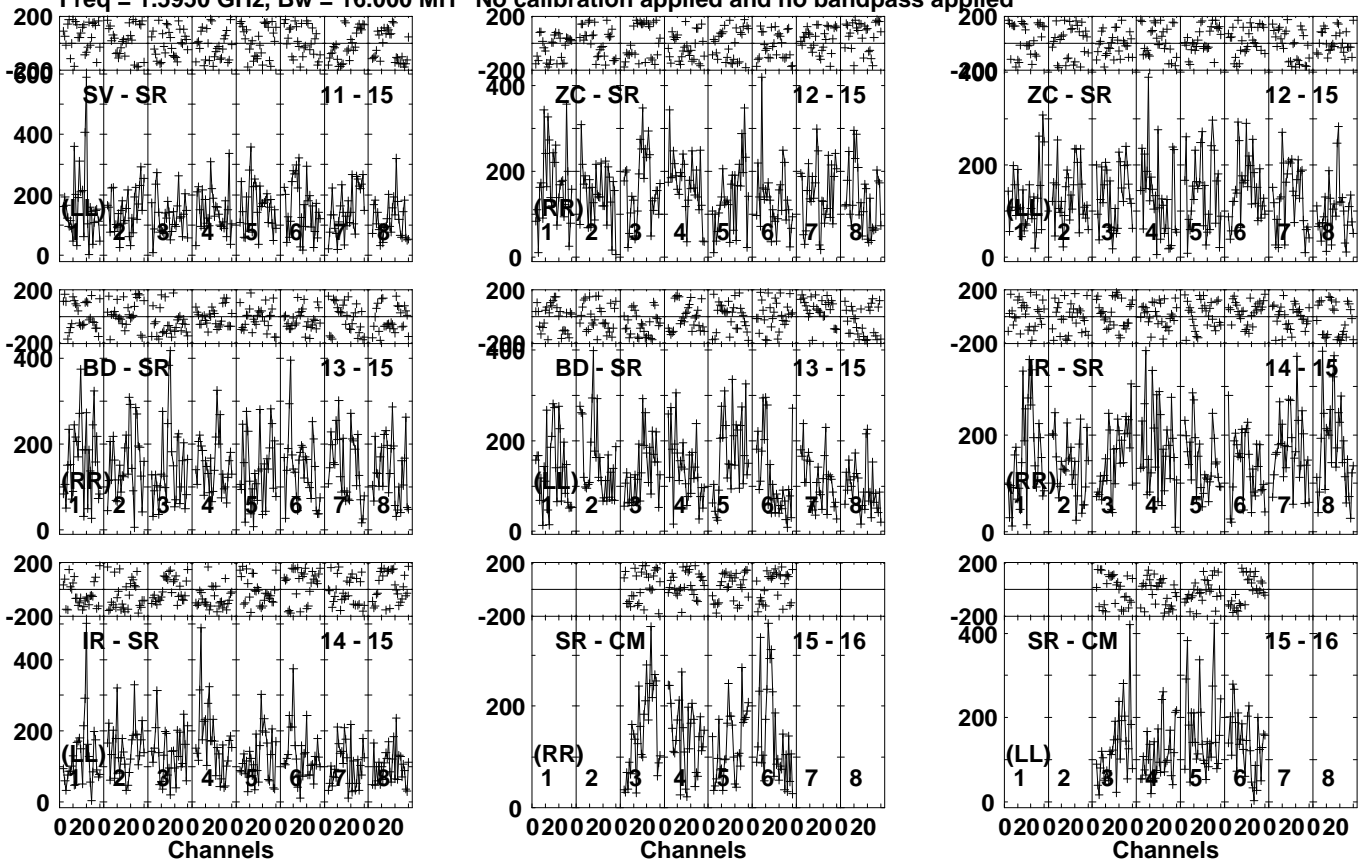 Freq = 1.5950 GHz, Bw = 16.000 MH No calibration applied and no bandpass applied
200 200 200
-200 -200 -200
600 400 400
SV - SR 11 - 15 ZC - SR 12 - 15 ZC - SR 12 - 15
400
200 200 200
(LL) (RR) (LL)
1 2 3 4 5 6 7 8 1 2 3 4 5 6 7 8 1 2 3 4 5 6 7 8
0 0 0
200 200 200
-200 -200 -200
400 400
BD - SR 13 - 15 BD - SR 13 - 15 IR - SR 14 - 15
200 200 200
(RR) (LL) (RR)
1 2 3 4 5 6 7 8 1 2 3 4 5 6 7 8 1 2 3 4 5 6 7 8
0 0 0
200 200 200
-200 -200 -200
IR - SR 14 - 15 SR - CM 15 - 16 SR - CM 15 - 16
400 400
200 200 200
(LL) (RR) (LL)
1 2 3 4 5 6 7 8 1 2 3 4 5 6 7 8 1 2 3 4 5 6 7 8
0 0 0
0 20 0 20 0 20 0 20 0 20 0 20 0 20 0 20 0 20 0 20 0 20 0 20 0 20 0 20 0 20 0 20 0 20 0 20 0 20 0 20 0 20 0 20 0 20 0 20
Channels Channels Channels